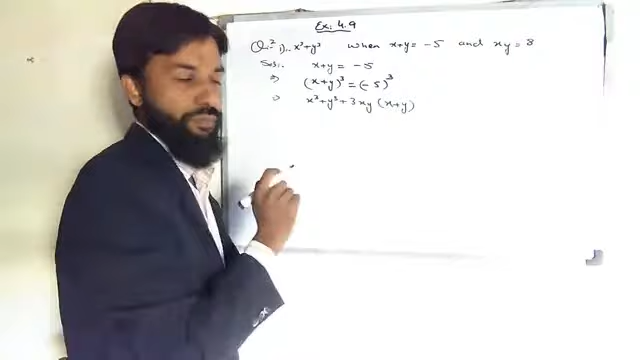 Ex: 4.9
Q:-2 i):- x³+y³ when x+y = -5 and xy = 8
Sol:- x+y = -5
⇒ (x+y)³ = (-5)³
⇒ x³+y³+3xy(x+y)